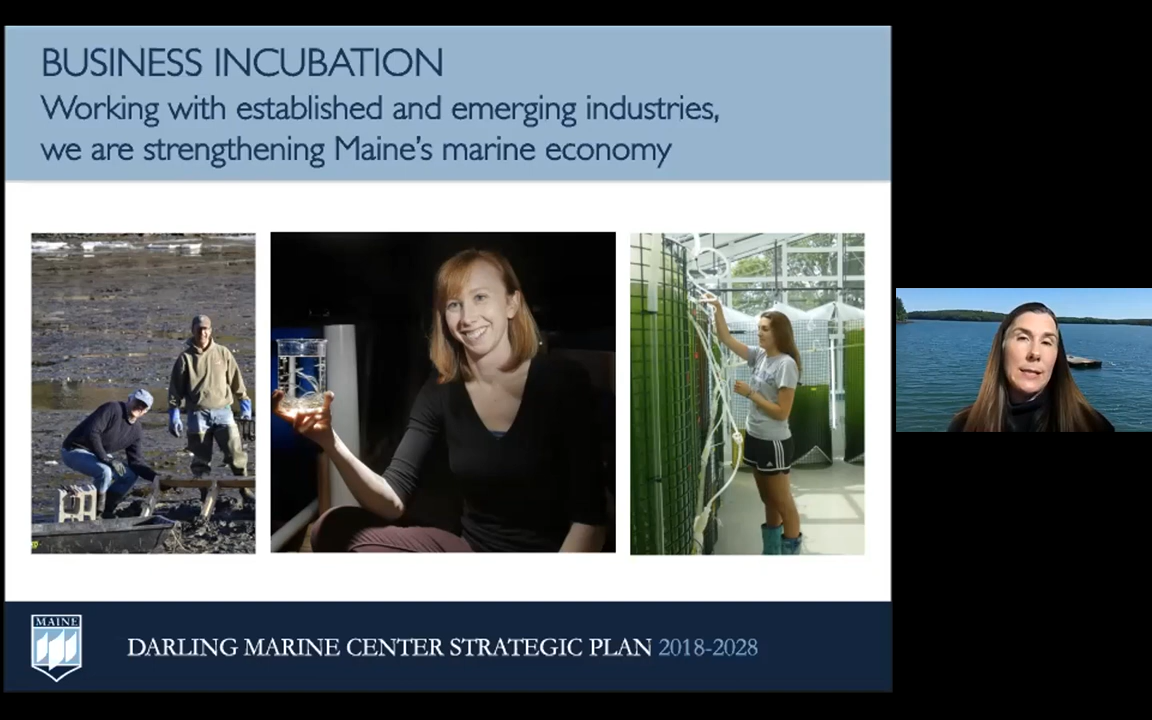 BUSINESS INCUBATION
Working with established and emerging industries,
we are strengthening Maine's marine economy
MAINE
DARLING MARINE CENTER STRATEGIC PLAN 2018-2028